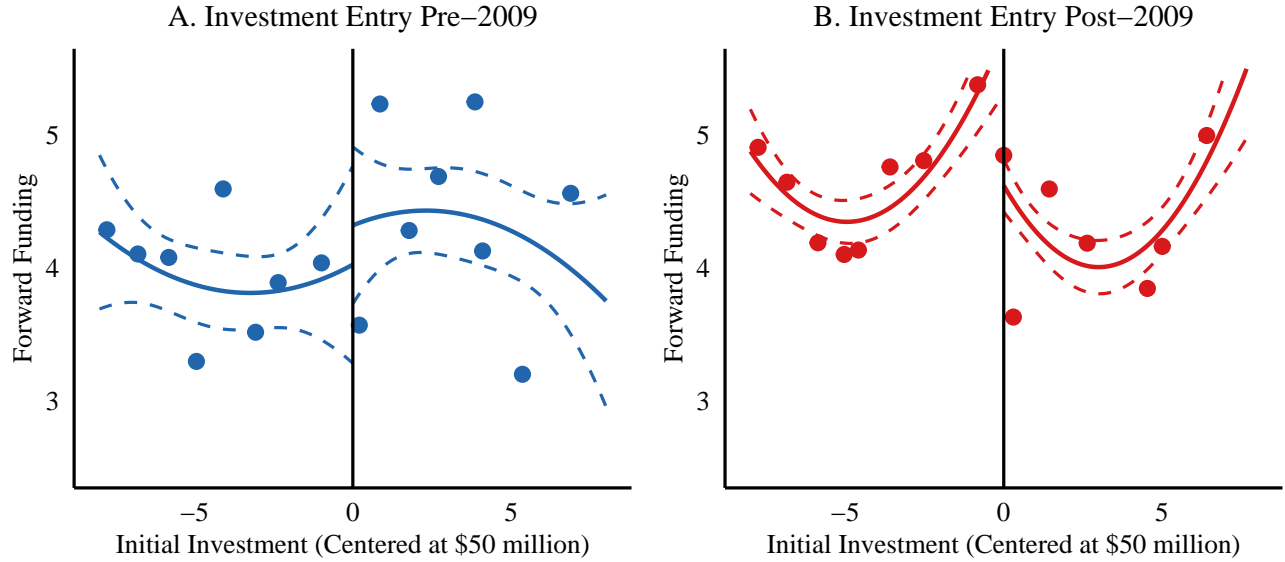 A. Investment Entry Pre−2009
5
4
3
Forward Funding
−5
0
5
Initial Investment (Centered at $50 million)
B. Investment Entry Post−2009
5
4
3
Forward Funding
−5
0
5
Initial Investment (Centered at $50 million)